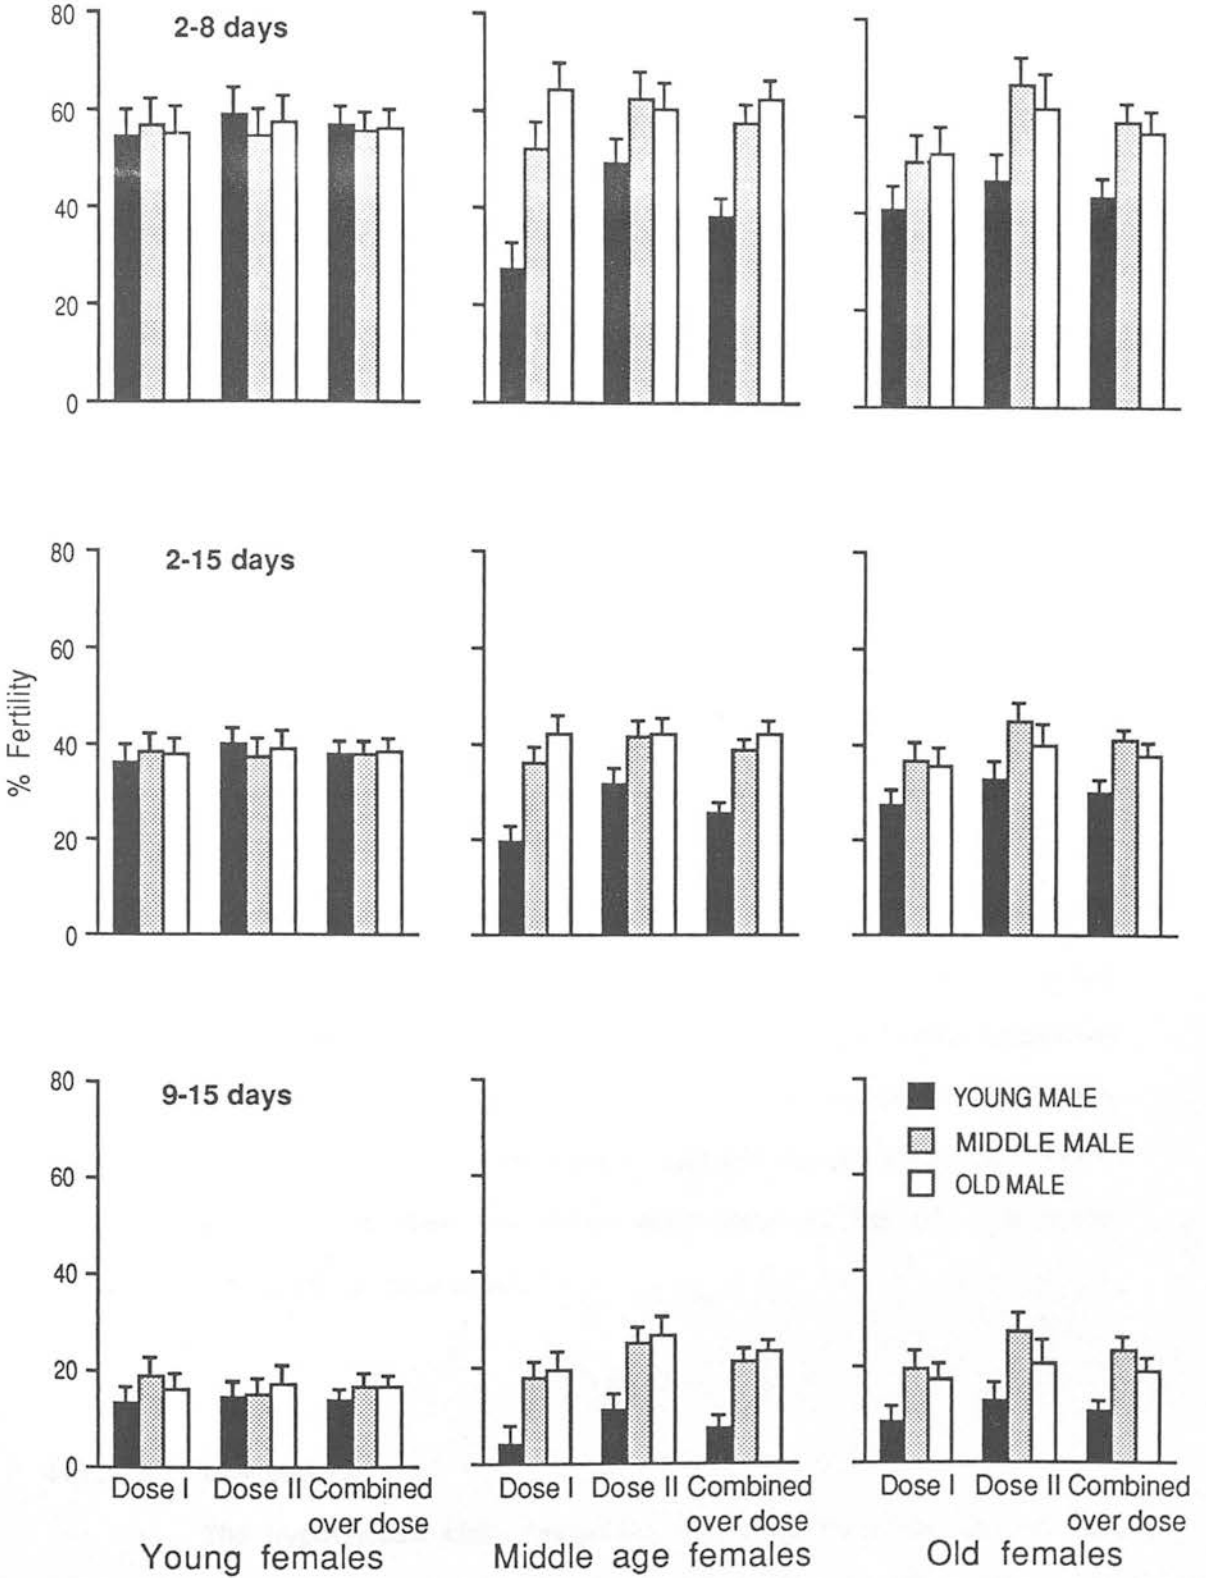 80
2-8 days
60
40
20
0
80
2-15 days
60
40
20
0
% Fertility
80
9-15 days
60
40
20
0
YOUNG MALE
MIDDLE MALE
OLD MALE
Dose I Dose II Combined
over dose
Young females
Dose I Dose II Combined
over dose
Middle age females
Dose I Dose II Combined
over dose
Old females